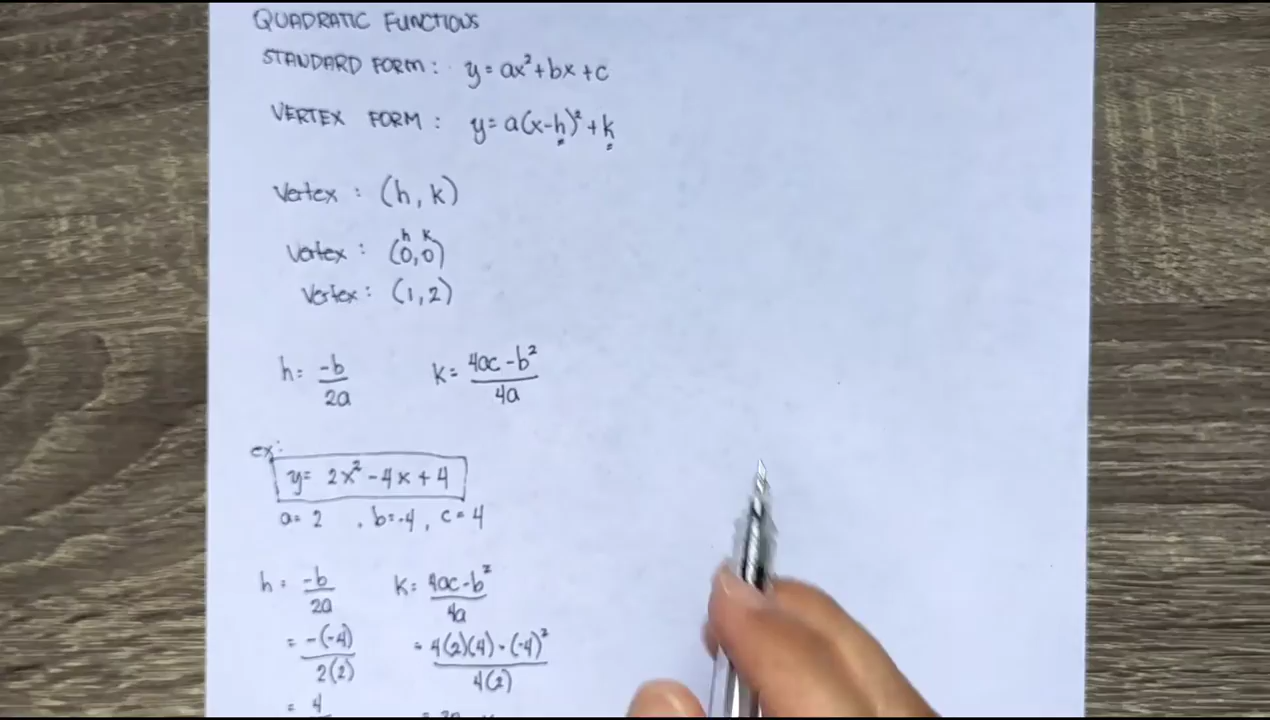 QUADRATIC FUNCTIONS
STANDARD FORM : y = ax² + bx + c
VERTEX FORM : y = a(x-h)² + k
Vertex : (h, k)
h k
Vertex : (0,0)
Vertex : (1,2)
h = -b/2a k = 4ac - b²/4a
ex:
y = 2x² - 4x + 4
a = 2 , b = -4 , c = 4
h = -b/2a k = 4ac - b²/4a
= -(-4)/2(2) = 4(2)(4) - (-4)²/4(2)
= 4 =